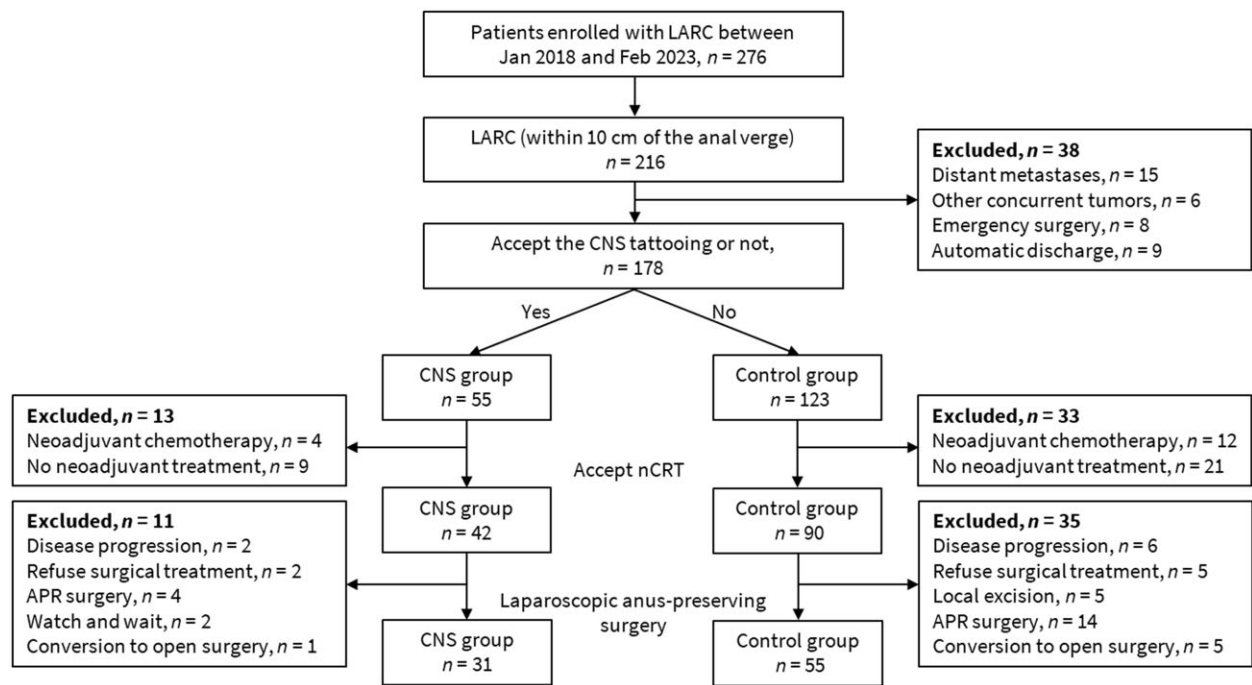 Patients enrolled with LARC between
Jan 2018 and Feb 2023, n = 276
LARC (within 10 cm of the anal verge)
n = 216
Excluded, n = 38
Distant metastases, n = 15
Other concurrent tumors, n = 6
Emergency surgery, n = 8
Automatic discharge, n = 9
Accept the CNS tattooing or not,
n = 178
Yes
No
CNS group
n = 55
Control group
n = 123
Excluded, n = 13
Neoadjuvant chemotherapy, n = 4
No neoadjuvant treatment, n = 9
Excluded, n = 33
Neoadjuvant chemotherapy, n = 12
No neoadjuvant treatment, n = 21
Accept nCRT
CNS group
n = 42
Control group
n = 90
Excluded, n = 11
Disease progression, n = 2
Refuse surgical treatment, n = 2
APR surgery, n = 4
Watch and wait, n = 2
Conversion to open surgery, n = 1
Excluded, n = 35
Disease progression, n = 6
Refuse surgical treatment, n = 5
Local excision, n = 5
APR surgery, n = 14
Conversion to open surgery, n = 5
Laparoscopic anus-preserving
surgery
CNS group
n = 31
Control group
n = 55